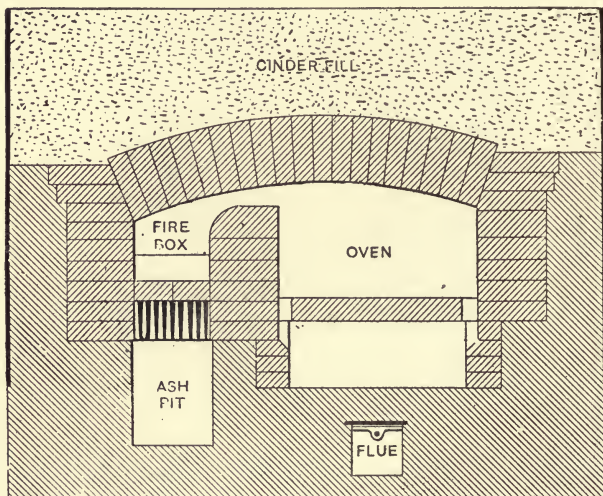 CINDER FILL
FIRE
BOX
OVEN
ASH
PIT
FLUE